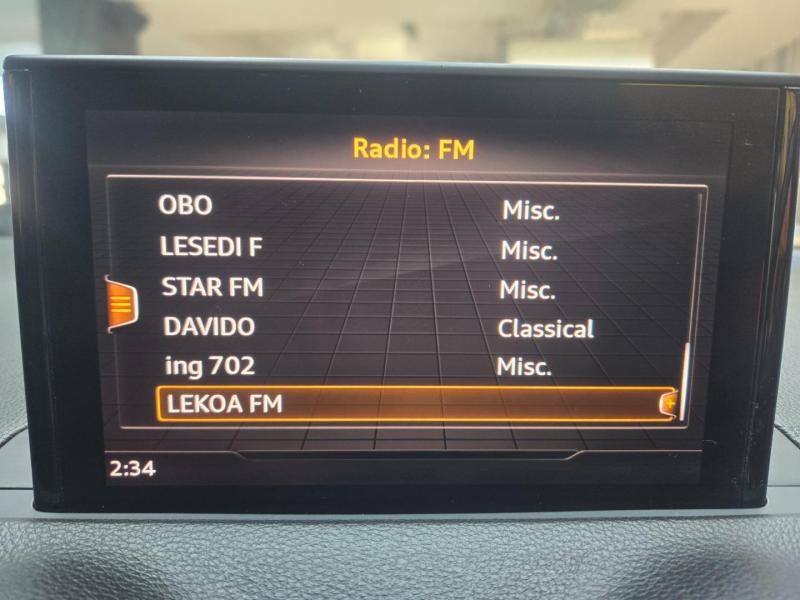 Radio: FM
OBO Misc.
LESEDI F Misc.
STAR FM Misc.
DAVIDO Classical
ing 702 Misc.
LEKOA FM
2:34